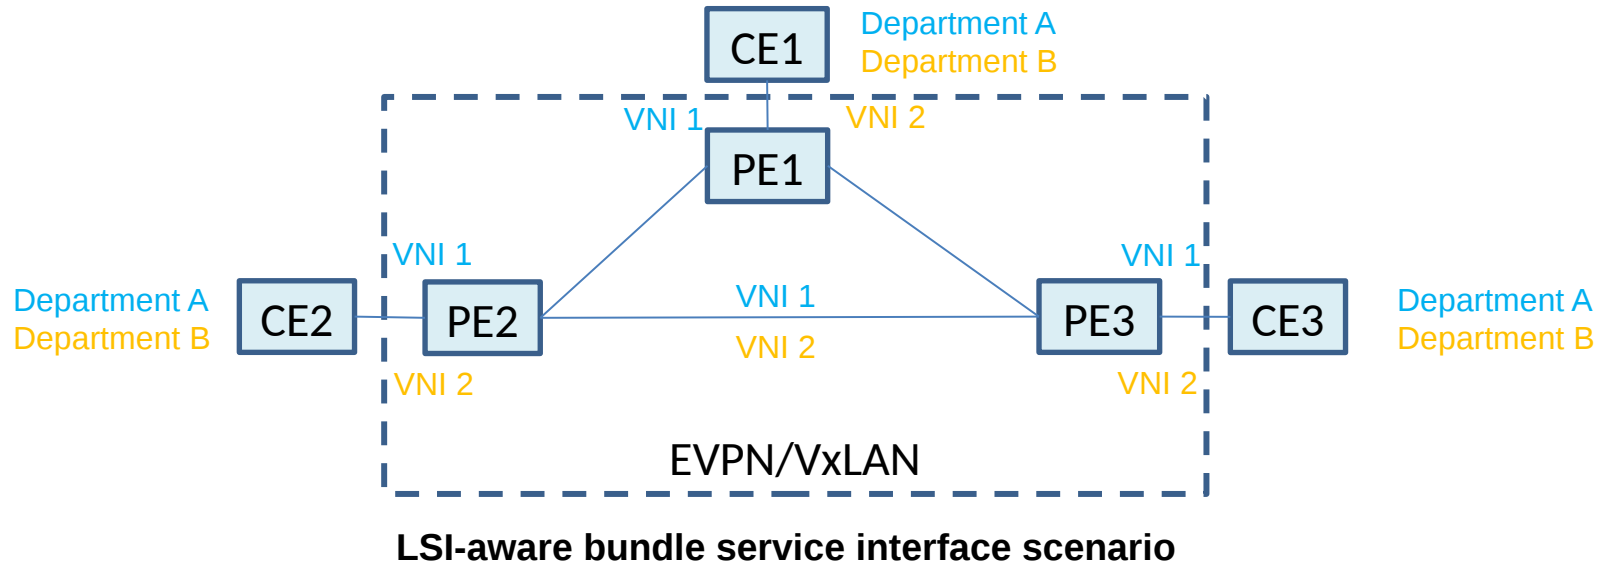 CE1
Department A
Department B
VNI 1
VNI 2
PE1
VNI 1
VNI 1
Department A
Department B
CE2
PE2
VNI 1
VNI 2
PE3
CE3
Department A
Department B
VNI 2
VNI 2
EVPN/VxLAN
LSI-aware bundle service interface scenario